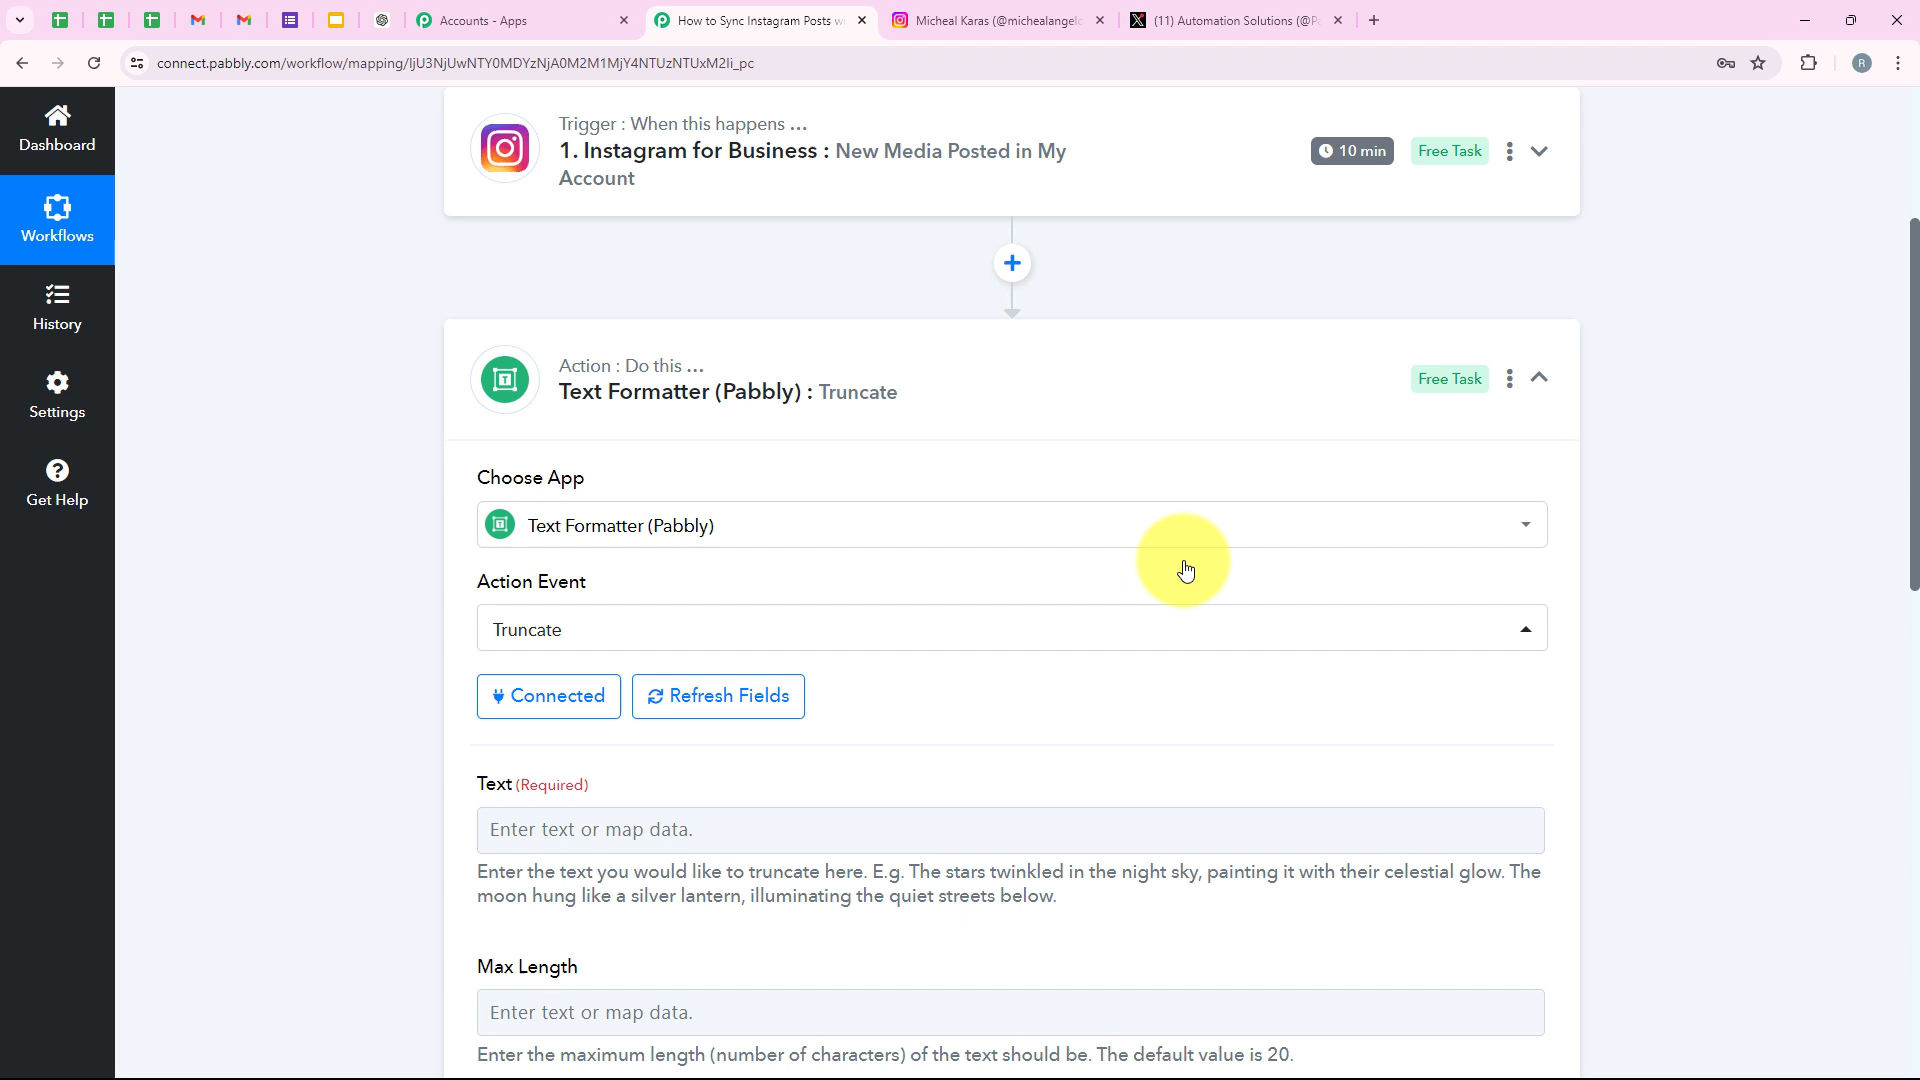 Accounts - Apps
How to Sync Instagram Posts wi
Micheal Karas (@michealangelo
(11) Automation Solutions (@Pa
connect.pabbly.com/workflow/mapping/IjU3NjUwNTY0MDYzNjA0M2M1MjY4NTUzNTUxM2Ii_pc
R
Dashboard
Workflows
History
Settings
Get Help
Trigger : When this happens ...
1. Instagram for Business : New Media Posted in My
Account
10 min
Free Task
Action : Do this ...
Text Formatter (Pabbly) : Truncate
Free Task
Choose App
Text Formatter (Pabbly)
Action Event
Truncate
Connected
Refresh Fields
Text (Required)
Enter text or map data.
Enter the text you would like to truncate here. E.g. The stars twinkled in the night sky, painting it with their celestial glow. The
moon hung like a silver lantern, illuminating the quiet streets below.
Max Length
Enter text or map data.
Enter the maximum length (number of characters) of the text should be. The default value is 20.